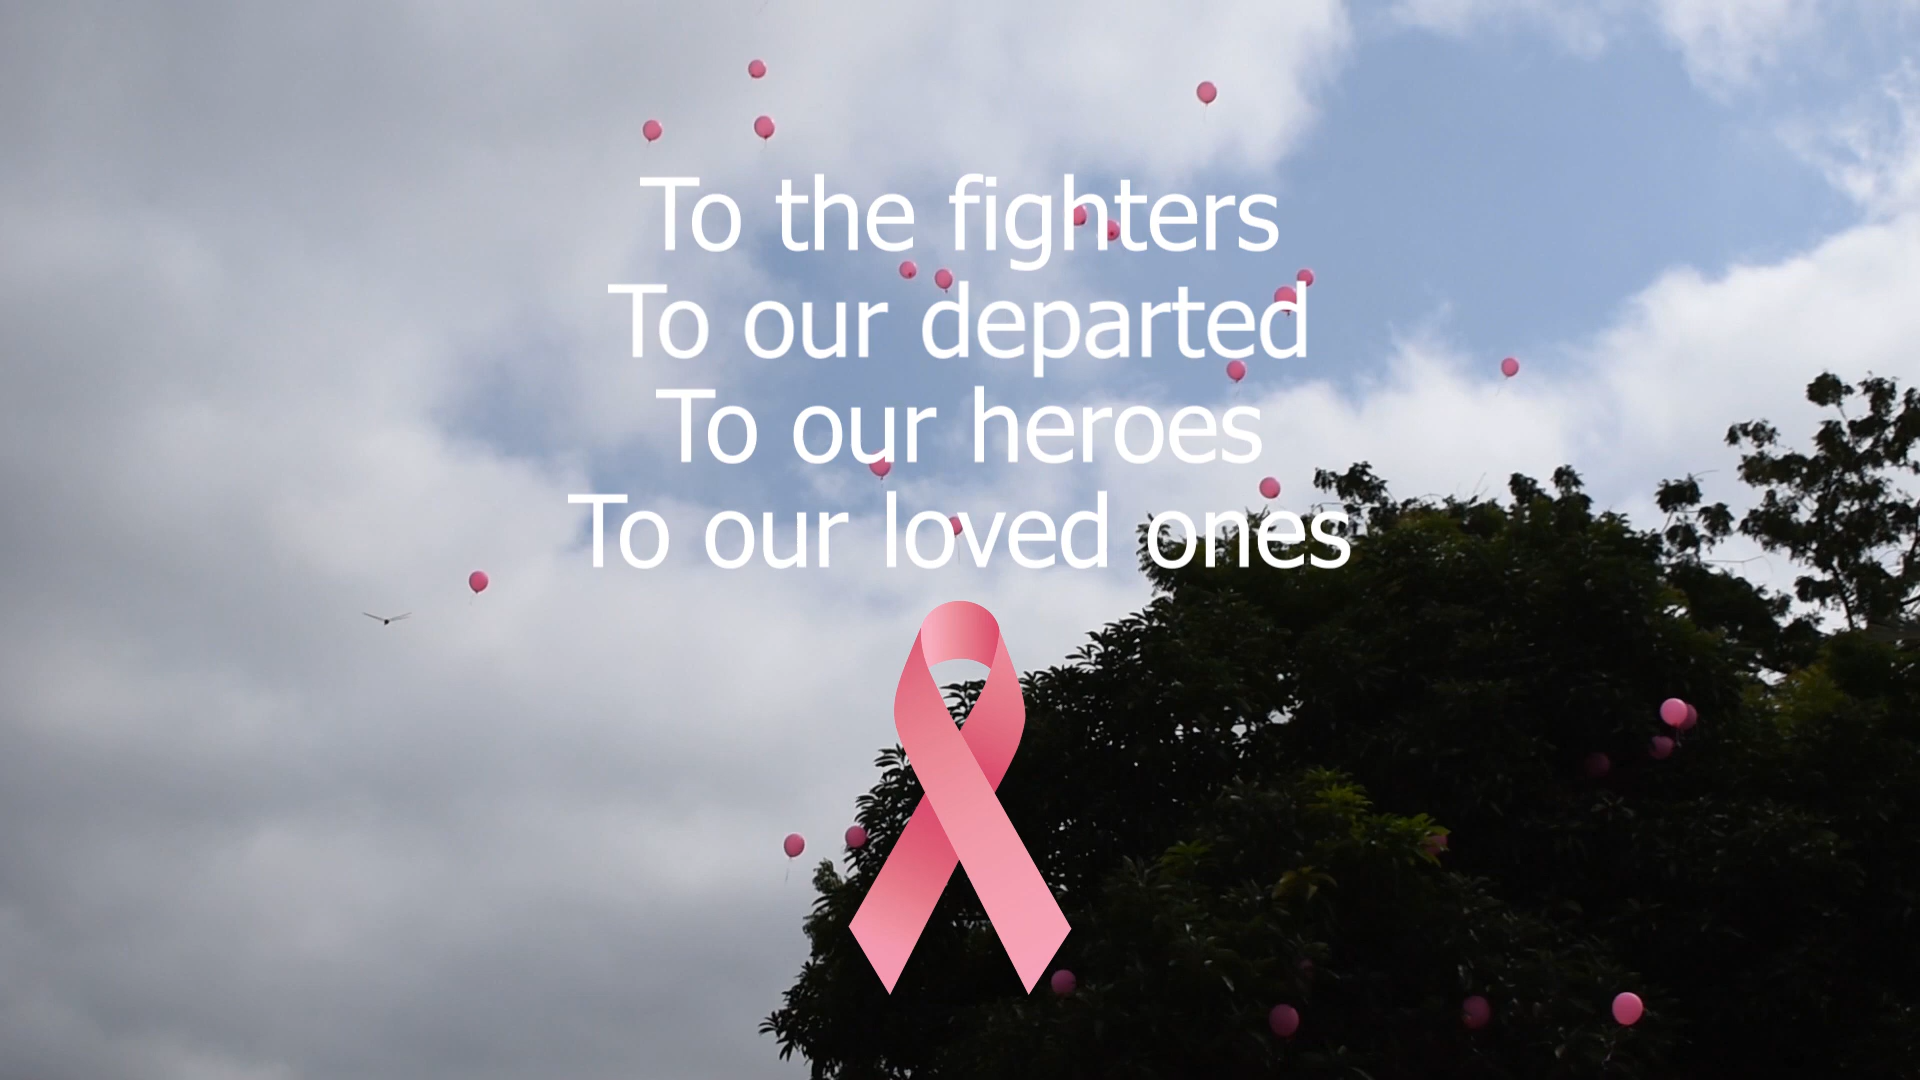 To the fighters
To our departed
To our heroes
To our loved ones